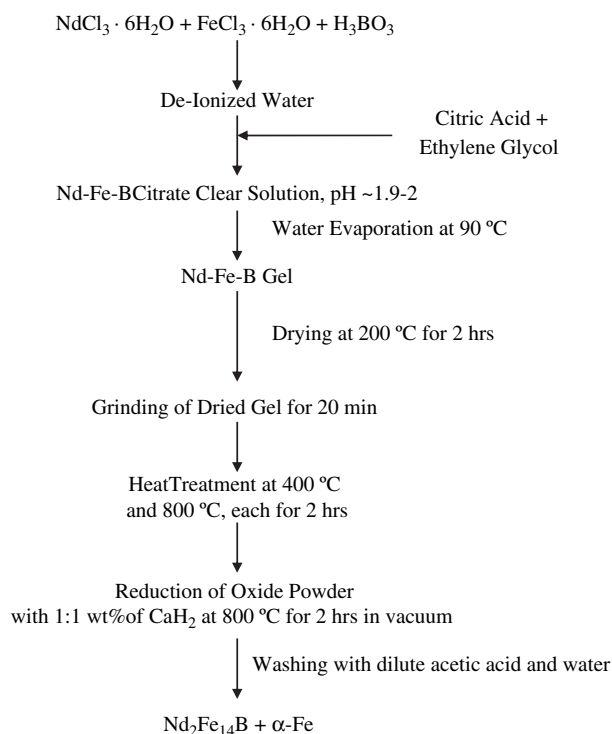 NdCl₃ · 6H₂O + FeCl₃ · 6H₂O + H₃BO₃
De-Ionized Water
Citric Acid +
Ethylene Glycol
Nd-Fe-BCitrate Clear Solution, pH ~1.9-2
Water Evaporation at 90 ºC
Nd-Fe-B Gel
Drying at 200 ºC for 2 hrs
Grinding of Dried Gel for 20 min
HeatTreatment at 400 ºC
and 800 ºC, each for 2 hrs
Reduction of Oxide Powder
with 1:1 wt%of CaH₂ at 800 ºC for 2 hrs in vacuum
Washing with dilute acetic acid and water
Nd₂Fe₁₄B + α-Fe